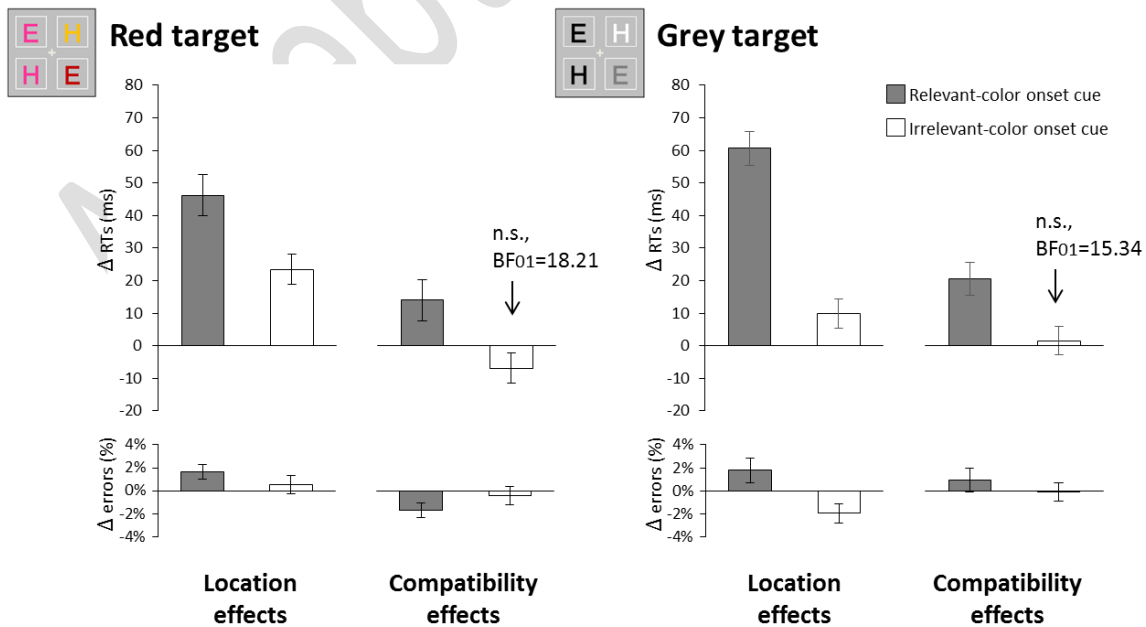 E H
H E
Red target
E H
H E
Grey target
80
70
60
50
40
30
20
10
0
-10
-20
Δ RTs (ms)
n.s.,
BF01=18.21
80
70
60
50
40
30
20
10
0
-10
-20
Δ RTs (ms)
Relevant-color onset cue
Irrelevant-color onset cue
n.s.,
BF01=15.34
4%
2%
0%
-2%
-4%
Δ errors (%)
4%
2%
0%
-2%
-4%
Δ errors (%)
Location
effects
Compatibility
effects
Location
effects
Compatibility
effects